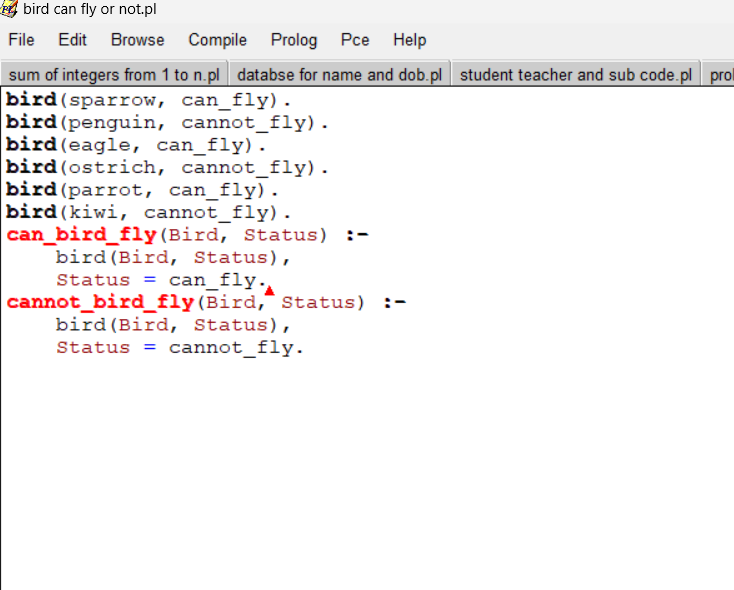 bird can fly or not.pl
File Edit Browse Compile Prolog Pce Help
sum of integers from 1 to n.pl databse for name and dob.pl student teacher and sub code.pl
bird(sparrow, can_fly).
bird(penguin, cannot_fly).
bird(eagle, can_fly).
bird(ostrich, cannot_fly).
bird(parrot, can_fly).
bird(kiwi, cannot_fly).
can_bird_fly(Bird, Status) :-
    bird(Bird, Status),
    Status = can_fly.
cannot_bird_fly(Bird, Status) :-
    bird(Bird, Status),
    Status = cannot_fly.